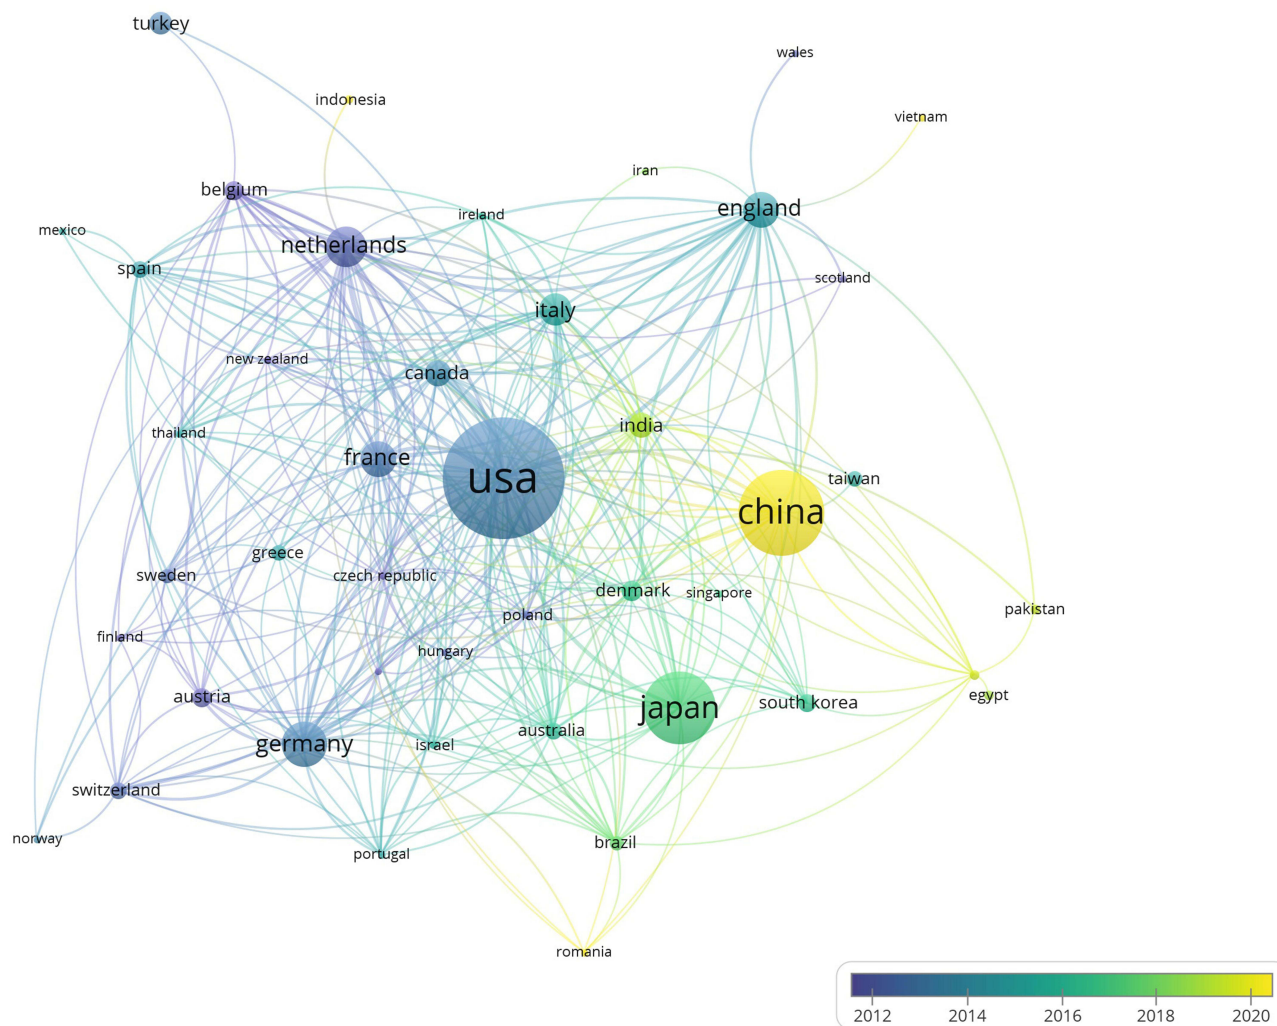 turkey
wales
indonesia
vietnam
iran
belgium
england
ireland
mexico
netherlands
spain
scotland
italy
new zealand
canada
india
thailand
france
usa
taiwan
china
greece
sweden
czech republic
denmark
singapore
pakistan
poland
finland
hungary
austria
egypt
south korea
japan
australia
germany
israel
switzerland
norway
brazil
portugal
romania
2012 2014 2016 2018 2020